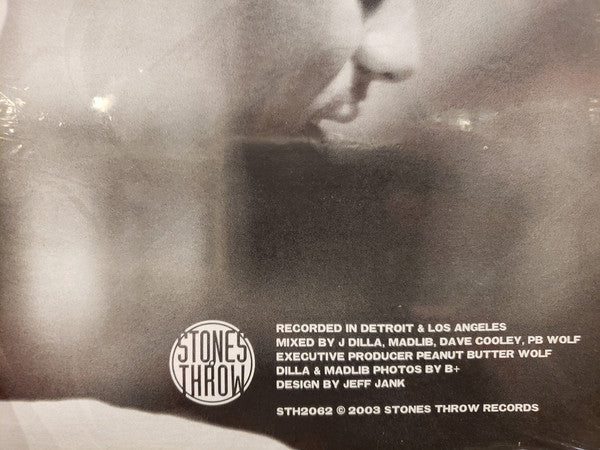 STONES
THROW
RECORDED IN DETROIT & LOS ANGELES
MIXED BY J DILLA, MADLIB, DAVE COOLEY, PB WOLF
EXECUTIVE PRODUCER PEANUT BUTTER WOLF
DILLA & MADLIB PHOTOS BY B+
DESIGN BY JEFF JANK
STH2062 © 2003 STONES THROW RECORDS